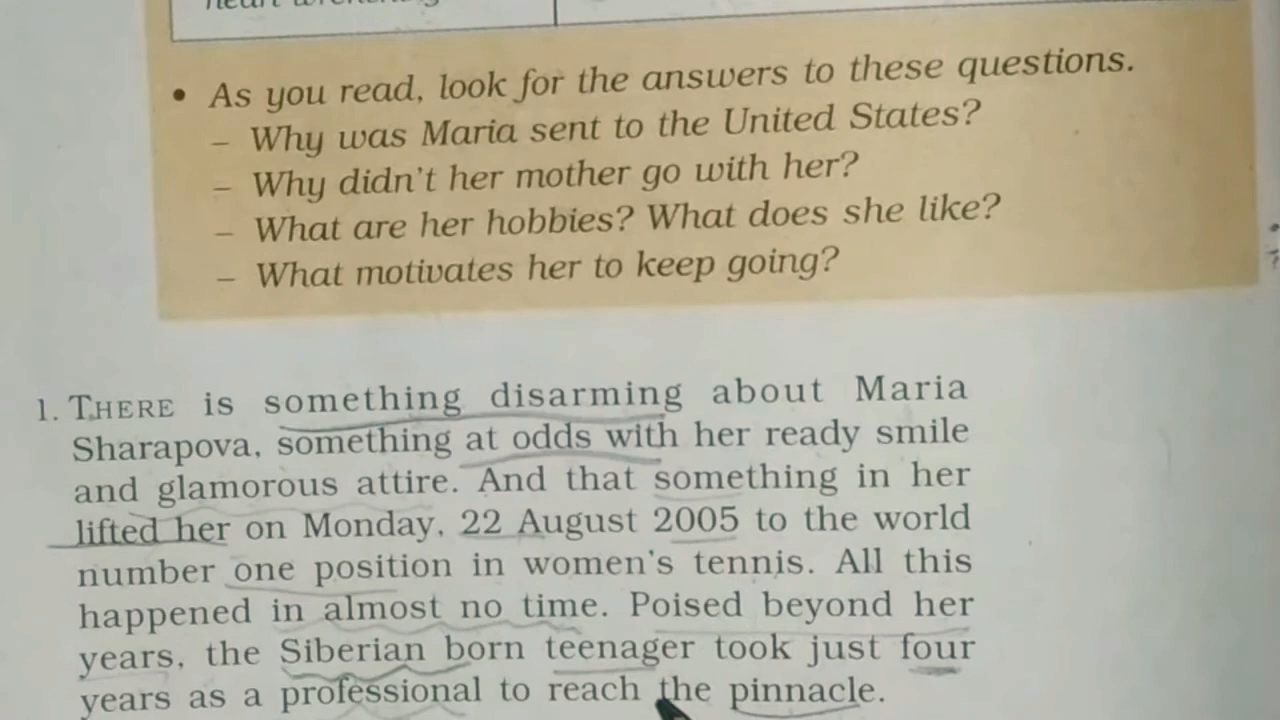 • As you read, look for the answers to these questions.
– Why was Maria sent to the United States?
– Why didn't her mother go with her?
– What are her hobbies? What does she like?
– What motivates her to keep going?
1. THERE is something disarming about Maria
Sharapova, something at odds with her ready smile
and glamorous attire. And that something in her
lifted her on Monday, 22 August 2005 to the world
number one position in women's tennis. All this
happened in almost no time. Poised beyond her
years, the Siberian born teenager took just four
years as a professional to reach the pinnacle.